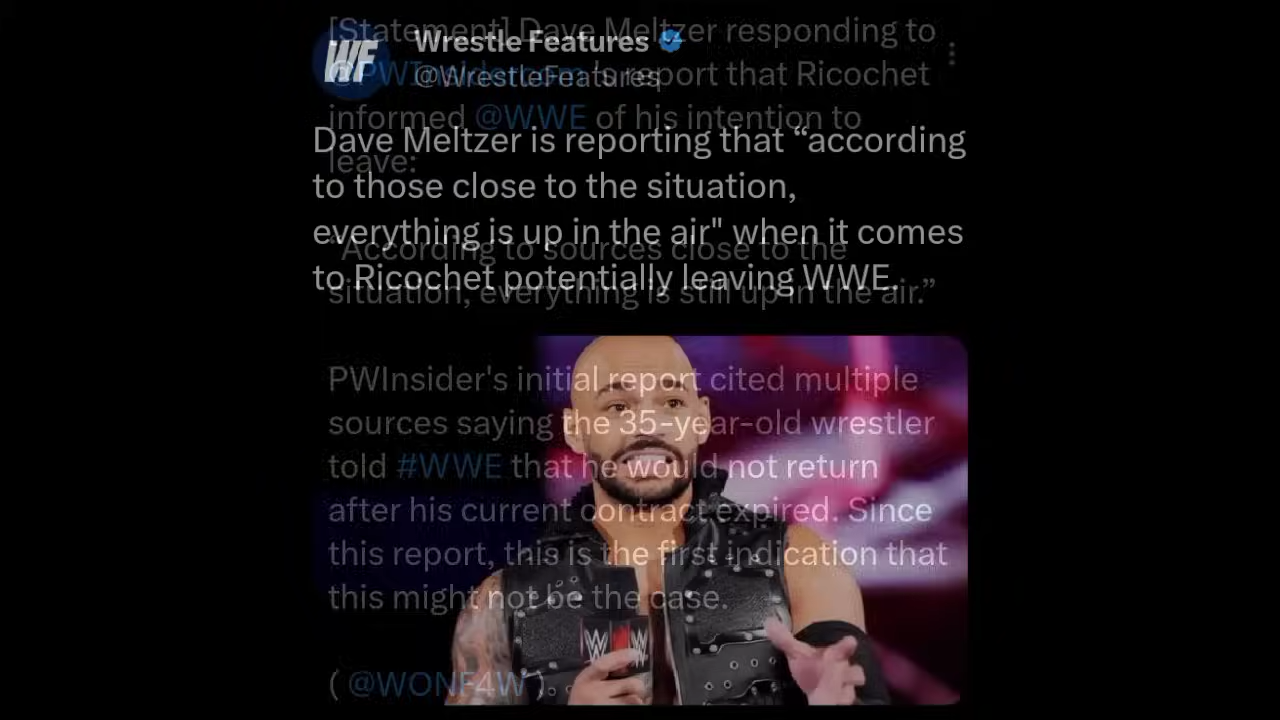 WF
Wrestle Features
@WrestleFeatures
Dave Meltzer is reporting that “according
to those close to the situation,
everything is up in the air" when it comes
to Ricochet potentially leaving WWE.
[Statement] Dave Meltzer responding to
@PWInsidercom's report that Ricochet
informed @WWE of his intention to
leave:
“According to sources close to the
situation, everything is still up in the air.”
PWInsider's initial report cited multiple
sources saying the 35-year-old wrestler
told #WWE that he would not return
after his current contract expired. Since
this report, this is the first indication that
this might not be the case.
( @WONF4W )
W W